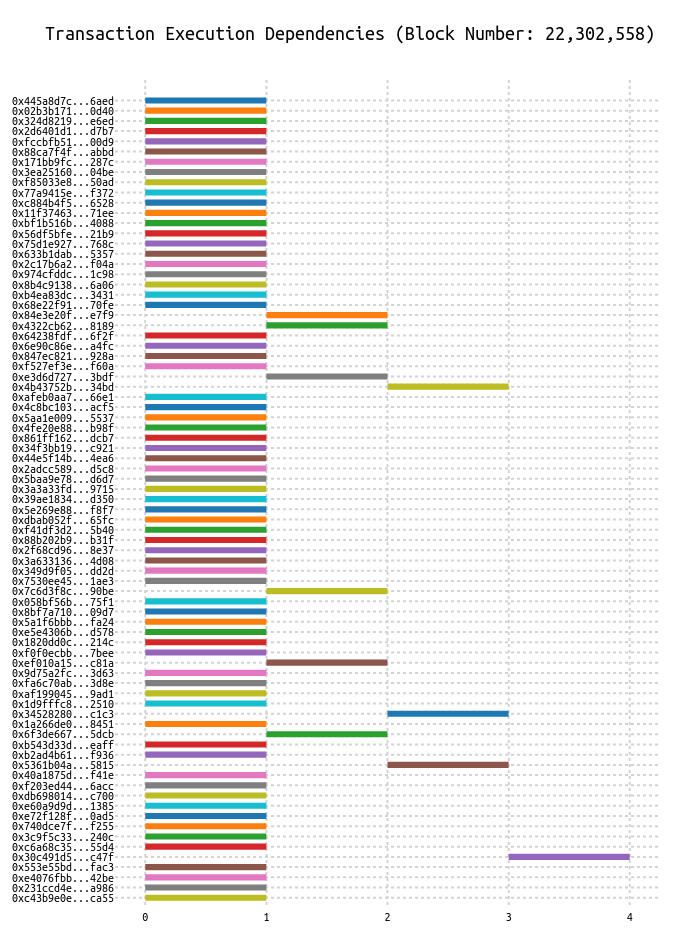 Transaction Execution Dependencies (Block Number: 22,302,558)
0x445a8d7c...6aed
0x02b3b171...0d40
0x324d8219...e6ed
0x2d6401d1...d7b7
0xfccbfb51...00d9
0x88ca7f4f...abbd
0x171bb9fc...287c
0x3ea25160...04be
0xf85033e8...50ad
0x77a9415e...f372
0xc884b4f5...6528
0x11f37463...71ee
0xbf1b516b...4088
0x56df5bfe...21b9
0x75d1e927...768c
0x633b1dab...5357
0x2c17b6a2...f04a
0x974cfddc...1c98
0x8b4c9138...6a06
0xb4ea83dc...3431
0x68e22f91...70fe
0x84e3e20f...e7f9
0x4322cb62...8189
0x64238fdf...6f2f
0x6e90c86e...a4fc
0x847ec821...928a
0xf527ef3e...f60a
0xe3d6d727...3bdf
0x4b43752b...34bd
0xafeb0aa7...66e1
0x4c8bc103...acf5
0x5aa1e009...5537
0x4fe20e88...b98f
0x861ff162...dcb7
0x34f3bb19...c921
0x44e5f14b...4ea6
0x2adcc589...d5c8
0x5baa9e78...d6d7
0x3a3a33fd...9715
0x39ae1834...d350
0x5e269e88...f8f7
0xdbab052f...65fc
0xf41df3d2...5b40
0x88b202b9...b31f
0x2f68cd96...8e37
0x3a633136...4d08
0x349d9f05...dd2d
0x7530ee45...1ae3
0x7c6d3f8c...90be
0x058bf56b...75f1
0x8bf7a710...09d7
0x5a1f6bbb...fa24
0xe5e4306b...d578
0x1820dd0c...214c
0xf0f0ecbb...7bee
0xef010a15...c81a
0x9d75a2fc...3d63
0xfa6c70ab...3d8e
0xaf199045...9ad1
0x1d9fffc8...2510
0x34528280...c1c3
0x1a266de0...8451
0x6f3de667...5dcb
0xb543d33d...eaff
0xb2ad4b61...f936
0x5361b04a...5815
0x40a1875d...f41e
0xf203ed44...6acc
0xdb698014...c700
0xe60a9d9d...1385
0xe72f128f...0ad5
0x740dce7f...f255
0x3c9f5c33...240c
0xc6a68c35...55d4
0x30c491d5...c47f
0x553e55bd...fac3
0xe4076fbb...42be
0x231ccd4e...a986
0xc43b9e0e...ca55
0 1 2 3 4